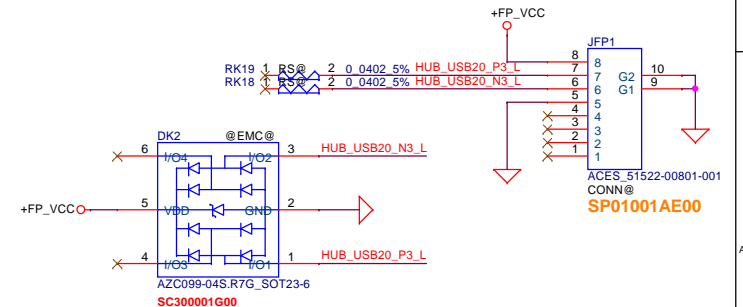 +FP_VCC
JFP1
8 8
RK19 1 RS@ 2 0_0402_5% HUB_USB20_P3_L 7 7 G2 10
RK18 1 RS@ 2 0_0402_5% HUB_USB20_N3_L 6 6 G1 9
5 5
4 4
3 3
2 2
1 1
ACES_51522-00801-001
CONN@
SP01001AE00
DK2 @EMC@
6 I/O4 I/O2 3 HUB_USB20_N3_L
+FP_VCC 5 VDD GND 2
4 I/O3 I/O1 1 HUB_USB20_P3_L
AZC099-04S.R7G_SOT23-6
SC300001G00
A